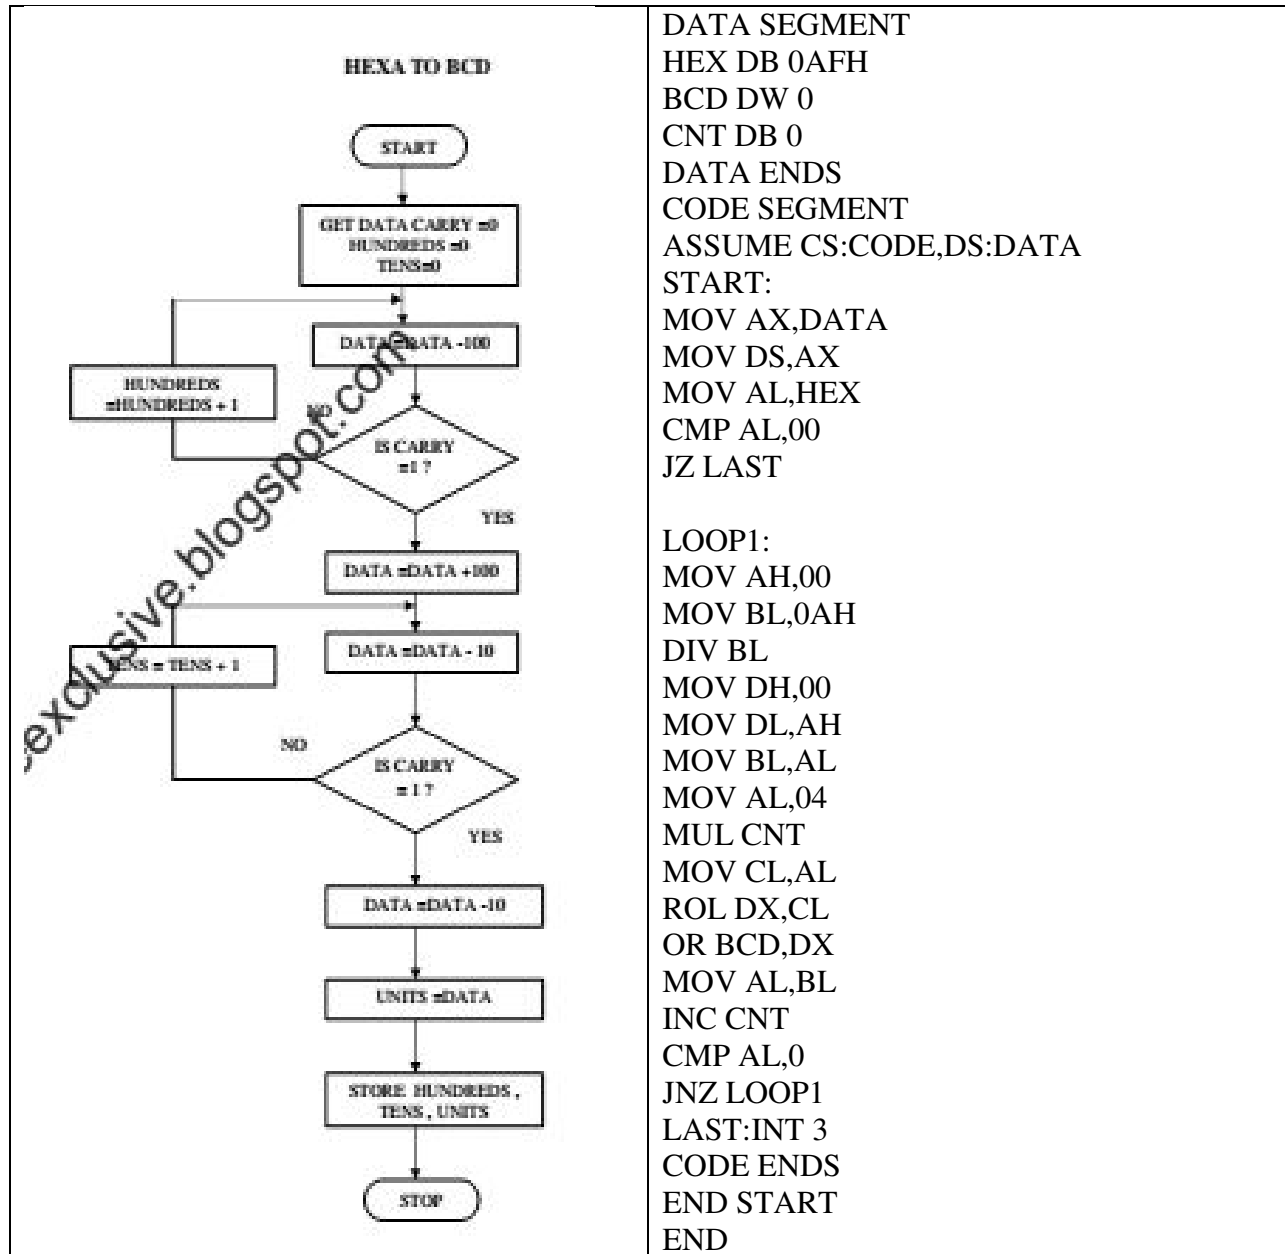 HEXA TO BCD
START
GET DATA CARRY =0
HUNDREDS =0
TENS=0
DATA =DATA -100
HUNDREDS
=HUNDREDS + 1
NO
IS CARRY
=1 ?
YES
DATA =DATA +100
DATA =DATA - 10
TENS = TENS + 1
NO
IS CARRY
= 1 ?
YES
DATA =DATA -10
UNITS =DATA
STORE HUNDREDS ,
TENS , UNITS
STOP
exclusive.blogspot.com
DATA SEGMENT
HEX DB 0AFH
BCD DW 0
CNT DB 0
DATA ENDS
CODE SEGMENT
ASSUME CS:CODE,DS:DATA
START:
MOV AX,DATA
MOV DS,AX
MOV AL,HEX
CMP AL,00
JZ LAST
LOOP1:
MOV AH,00
MOV BL,0AH
DIV BL
MOV DH,00
MOV DL,AH
MOV BL,AL
MOV AL,04
MUL CNT
MOV CL,AL
ROL DX,CL
OR BCD,DX
MOV AL,BL
INC CNT
CMP AL,0
JNZ LOOP1
LAST:INT 3
CODE ENDS
END START
END